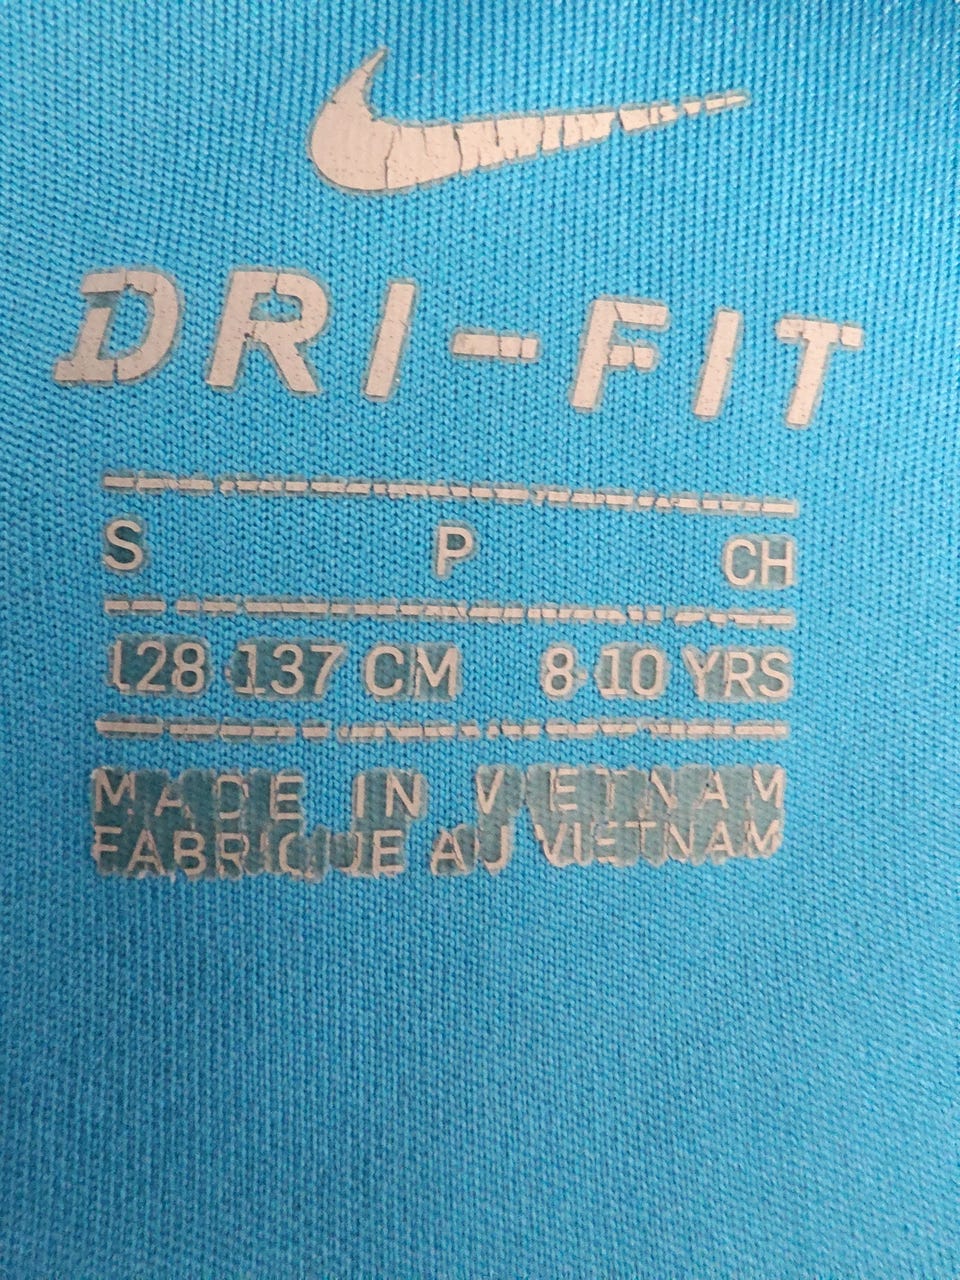 DRI-FIT
S P CH
128-137 CM 8-10 YRS
MADE IN VIETNAM
FABRIQUE AU VIETNAM